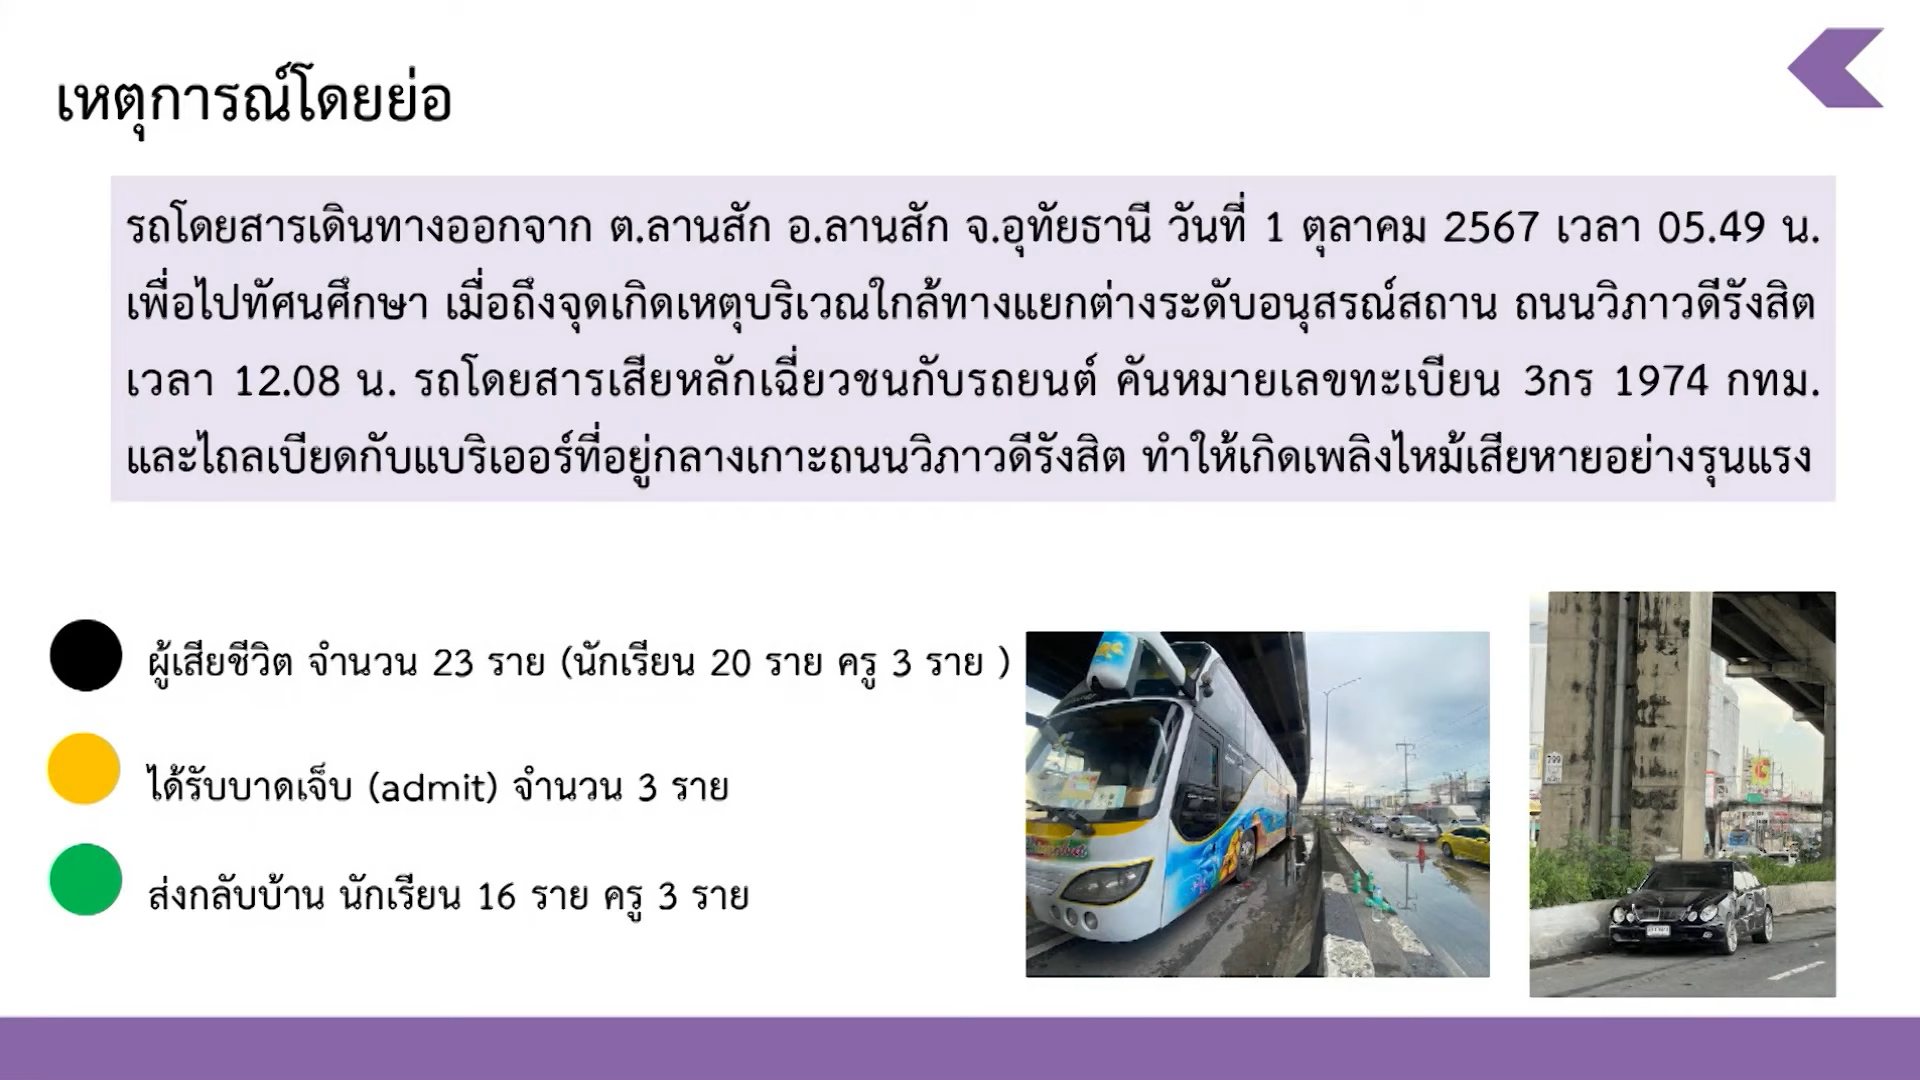 เหตุการณ์โดยย่อ
รถโดยสารเดินทางออกจาก ต.ลานสัก อ.ลานสัก จ.อุทัยธานี วันที่ 1 ตุลาคม 2567 เวลา 05.49 น.
เพื่อไปทัศนศึกษา เมื่อถึงจุดเกิดเหตุบริเวณใกล้ทางแยกต่างระดับอนุสรณ์สถาน ถนนวิภาวดีรังสิต
เวลา 12.08 น. รถโดยสารเสียหลักเฉี่ยวชนกับรถยนต์ คันหมายเลขทะเบียน 3กร 1974 กทม.
และไถลเบียดกับแบริเออร์ที่อยู่กลางเกาะถนนวิภาวดีรังสิต ทำให้เกิดเพลิงไหม้เสียหายอย่างรุนแรง
ผู้เสียชีวิต จำนวน 23 ราย (นักเรียน 20 ราย ครู 3 ราย )
ได้รับบาดเจ็บ (admit) จำนวน 3 ราย
ส่งกลับบ้าน นักเรียน 16 ราย ครู 3 ราย
799